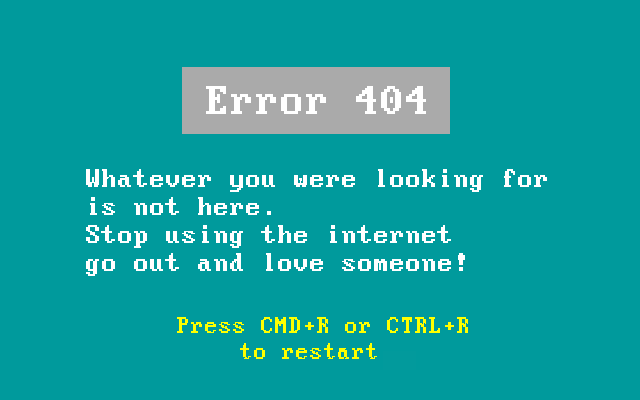 Error 404
Whatever you were looking for
is not here.
Stop using the internet
go out and love someone!
Press CMD+R or CTRL+R
to restart